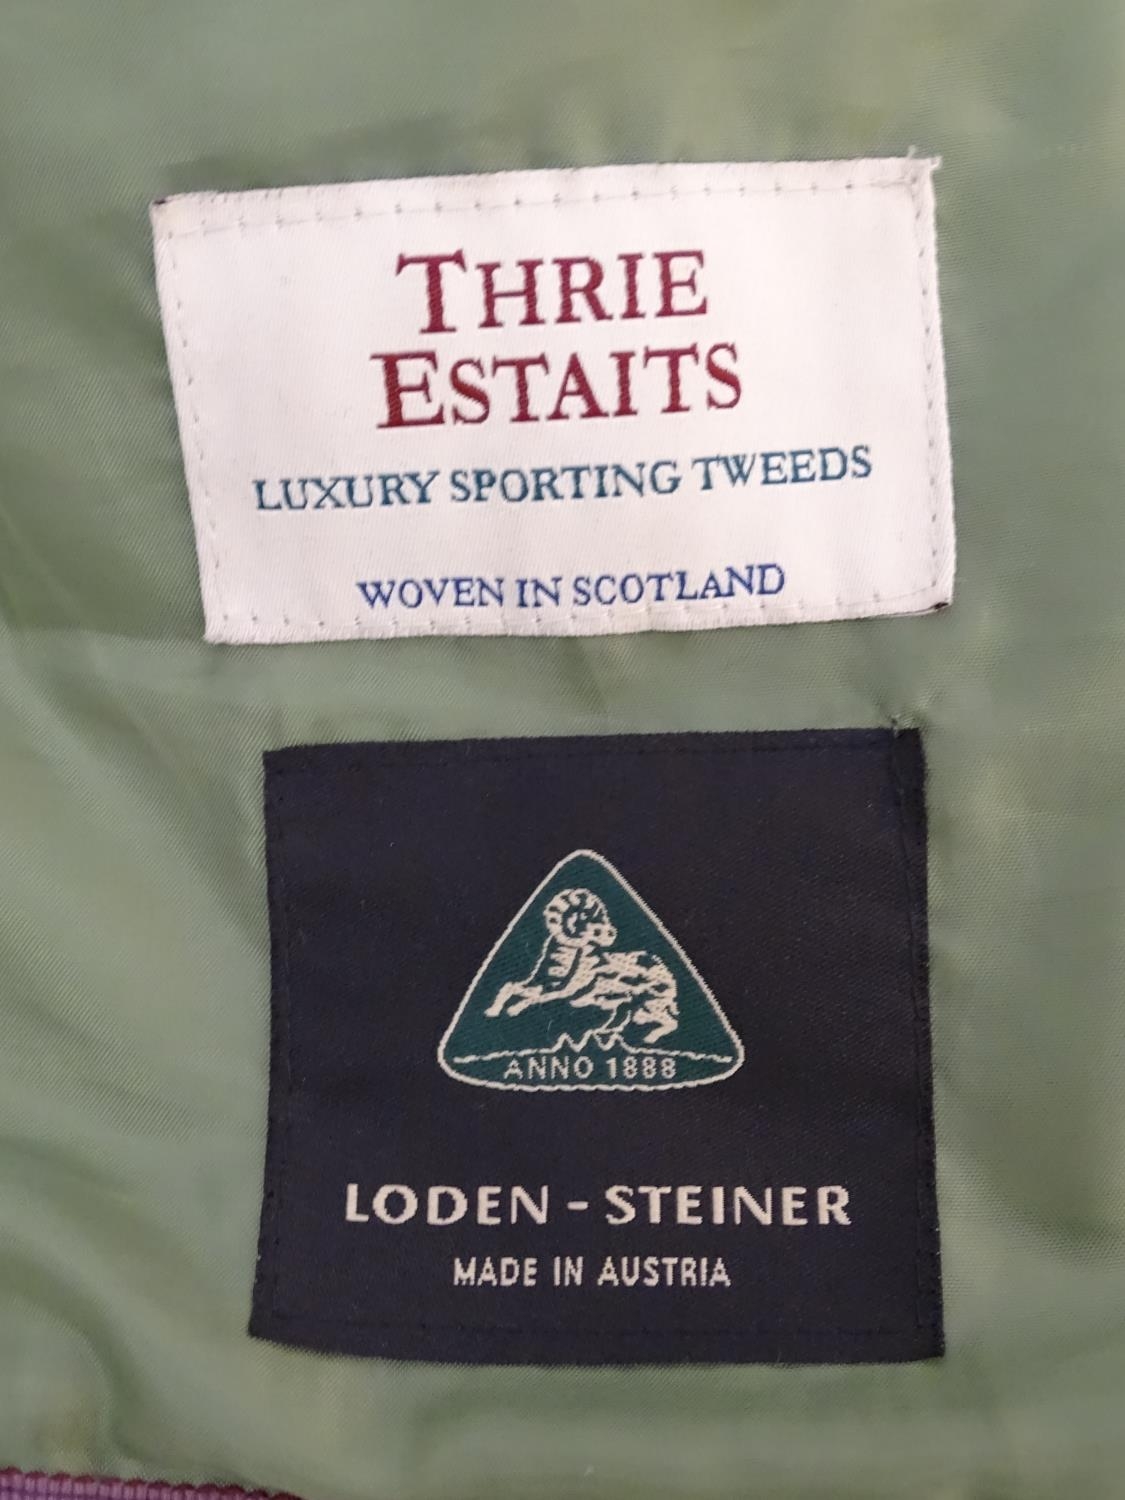 THRIE
ESTAITS
LUXURY SPORTING TWEEDS
WOVEN IN SCOTLAND
ANNO 1888
LODEN - STEINER
MADE IN AUSTRIA